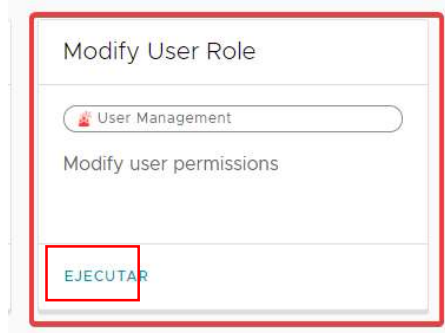 Modify User Role
User Management
Modify user permissions
EJECUTAR